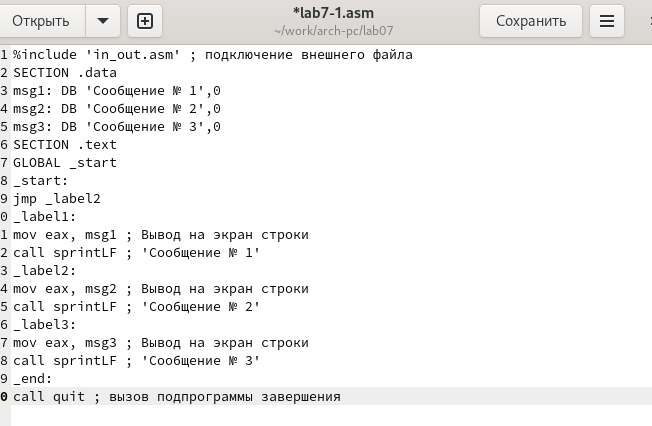 Открыть
*lab7-1.asm
~/work/arch-pc/lab07
Сохранить
1 %include 'in_out.asm' ; подключение внешнего файла
2 SECTION .data
3 msg1: DB 'Сообщение № 1',0
4 msg2: DB 'Сообщение № 2',0
5 msg3: DB 'Сообщение № 3',0
6 SECTION .text
7 GLOBAL _start
8 _start:
9 jmp _label2
0 _label1:
1 mov eax, msg1 ; Вывод на экран строки
2 call sprintLF ; 'Сообщение № 1'
3 _label2:
4 mov eax, msg2 ; Вывод на экран строки
5 call sprintLF ; 'Сообщение № 2'
6 _label3:
7 mov eax, msg3 ; Вывод на экран строки
8 call sprintLF ; 'Сообщение № 3'
9 _end:
0 call quit ; вызов подпрограммы завершения